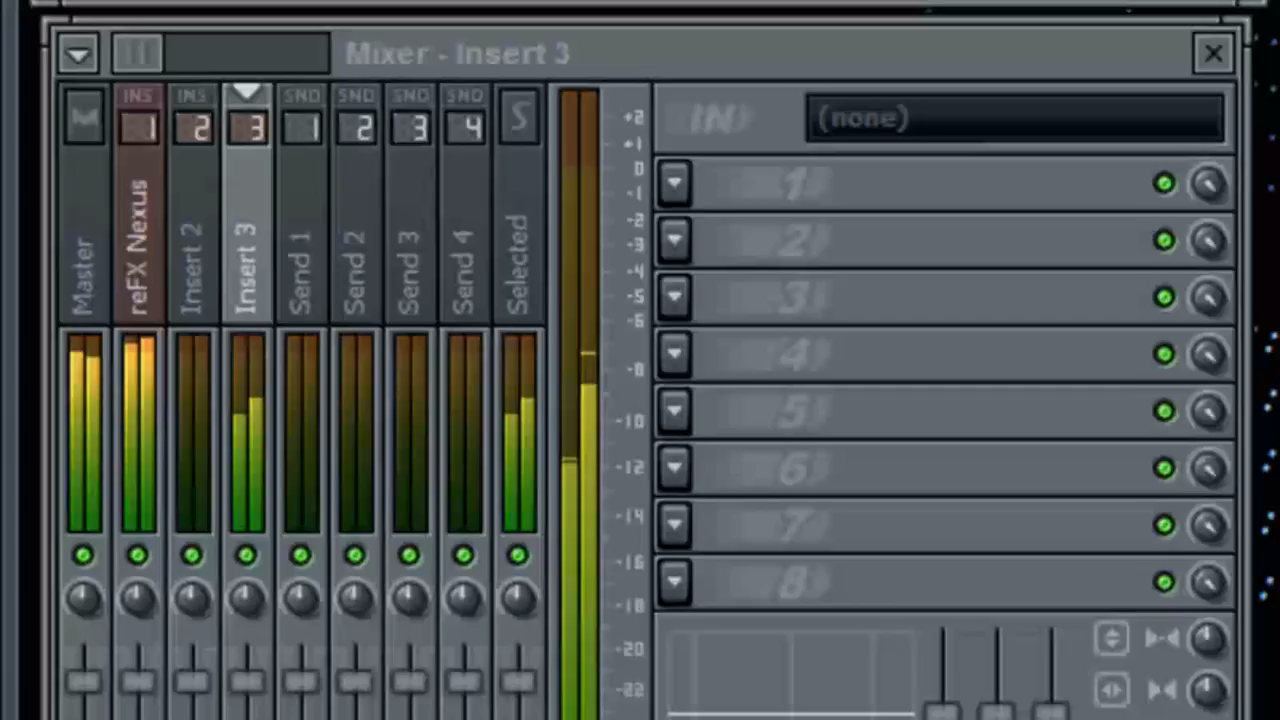 Mixer - Insert 3
INS INS SND SND SND SND
M 1 2 3 1 2 3 4 S
Master
reFX Nexus
Insert 2
Insert 3
Send 1
Send 2
Send 3
Send 4
Selected
+2
+1
0
-1
-2
-3
-4
-5
-6
-8
-10
-12
-14
-16
-18
-20
-22
IN (none)
1
2
3
4
5
6
7
8